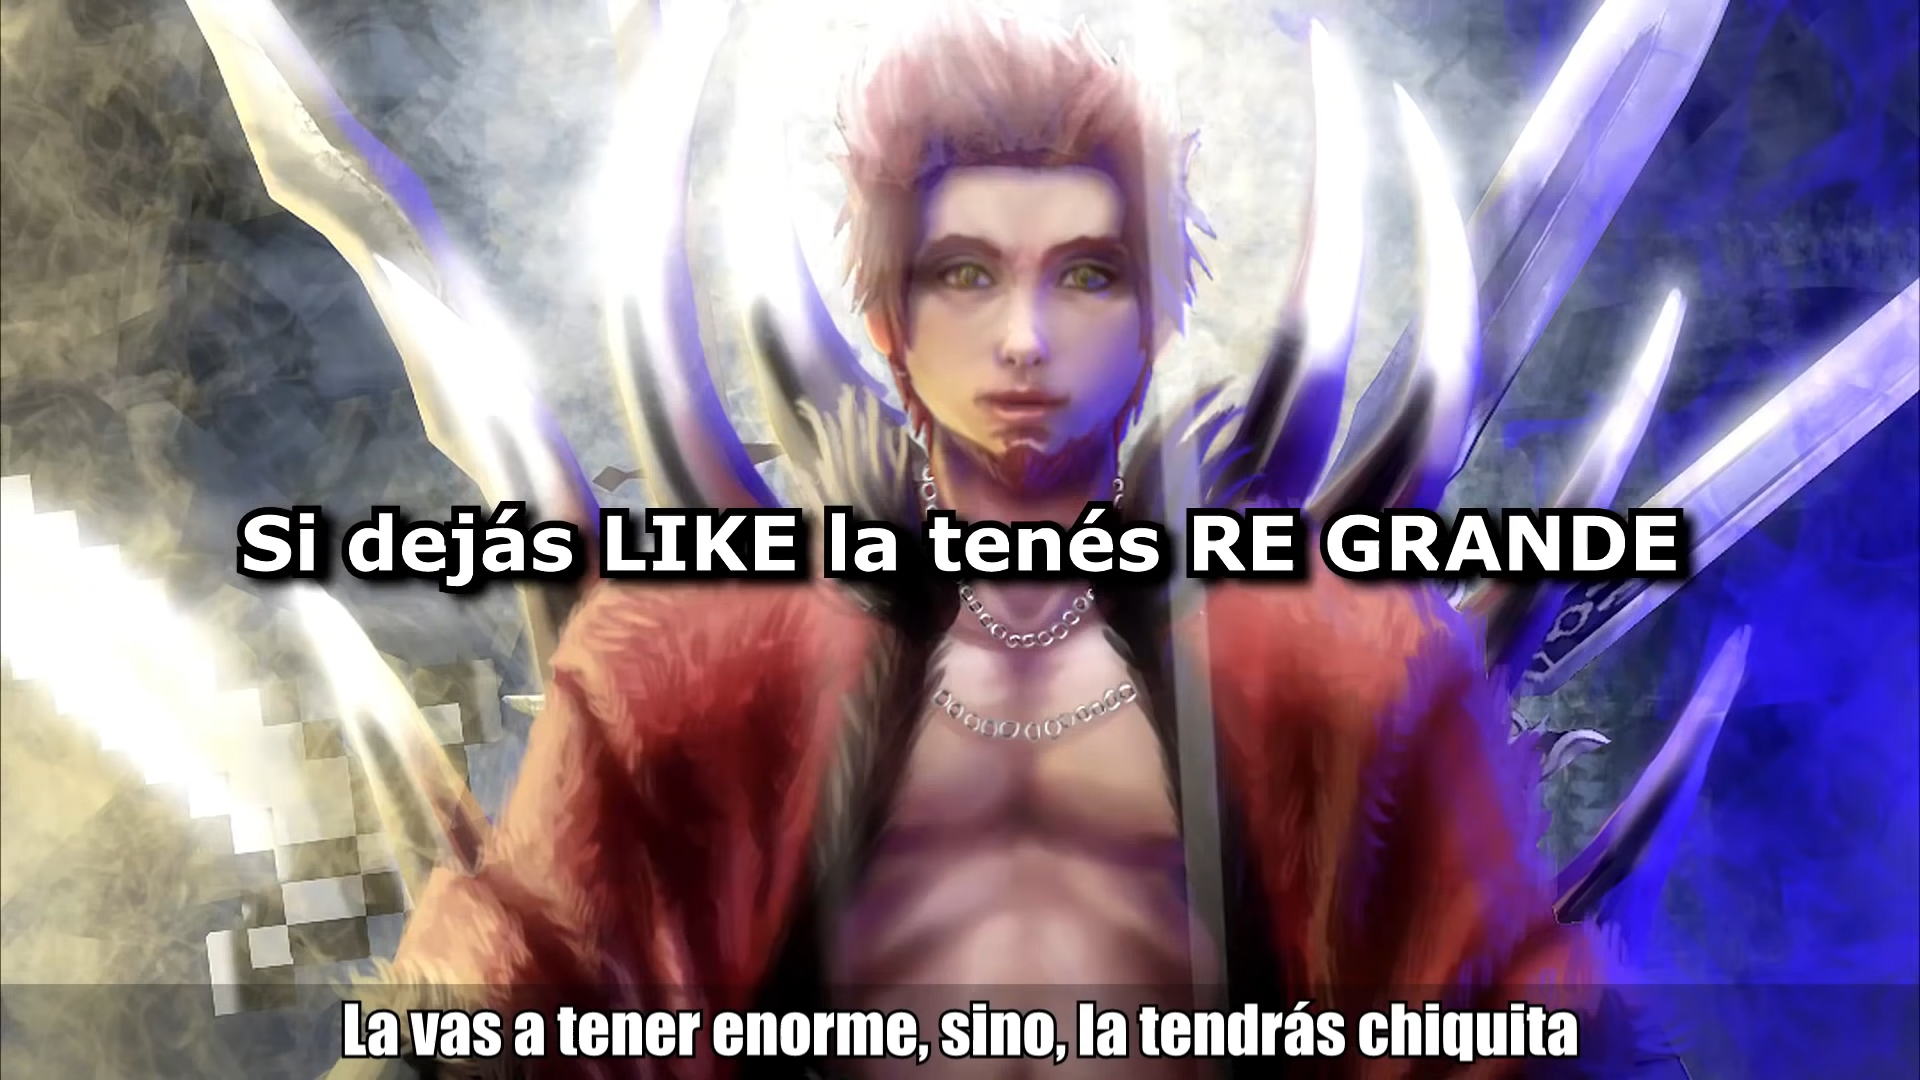 Si dejás LIKE la tenés RE GRANDE
La vas a tener enorme, sino, la tendrás chiquita